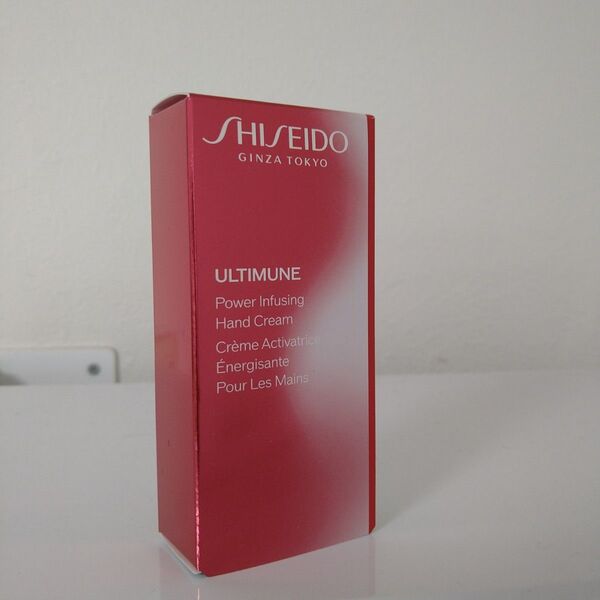 SHISEIDO
GINZA TOKYO
ULTIMUNE
Power Infusing
Hand Cream
Crème Activatrice
Énergisante
Pour Les Mains